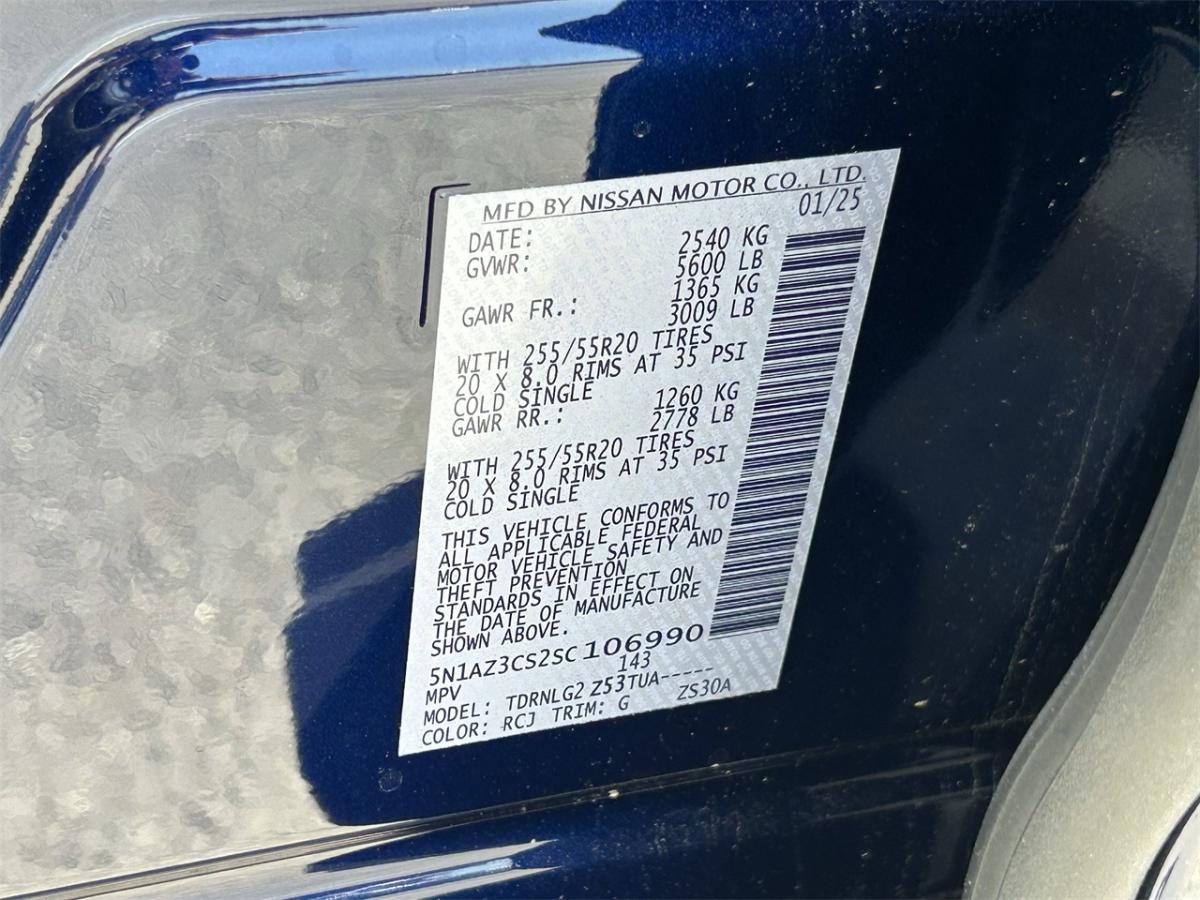 MFD BY NISSAN MOTOR CO., LTD.
DATE: 01/25
GVWR: 2540 KG
5600 LB
GAWR FR.: 1365 KG
3009 LB
WITH 255/55R20 TIRES
20 X 8.0 RIMS AT 35 PSI
COLD SINGLE
GAWR RR.: 1260 KG
2778 LB
WITH 255/55R20 TIRES
20 X 8.0 RIMS AT 35 PSI
COLD SINGLE
THIS VEHICLE CONFORMS TO
ALL APPLICABLE FEDERAL
MOTOR VEHICLE SAFETY AND
THEFT PREVENTION
STANDARDS IN EFFECT ON
THE DATE OF MANUFACTURE
SHOWN ABOVE.
5N1AZ3CS2SC106990
MPV 143
MODEL: TDRNLG2 Z53TUA-----
COLOR: RCJ TRIM: G ZS30A